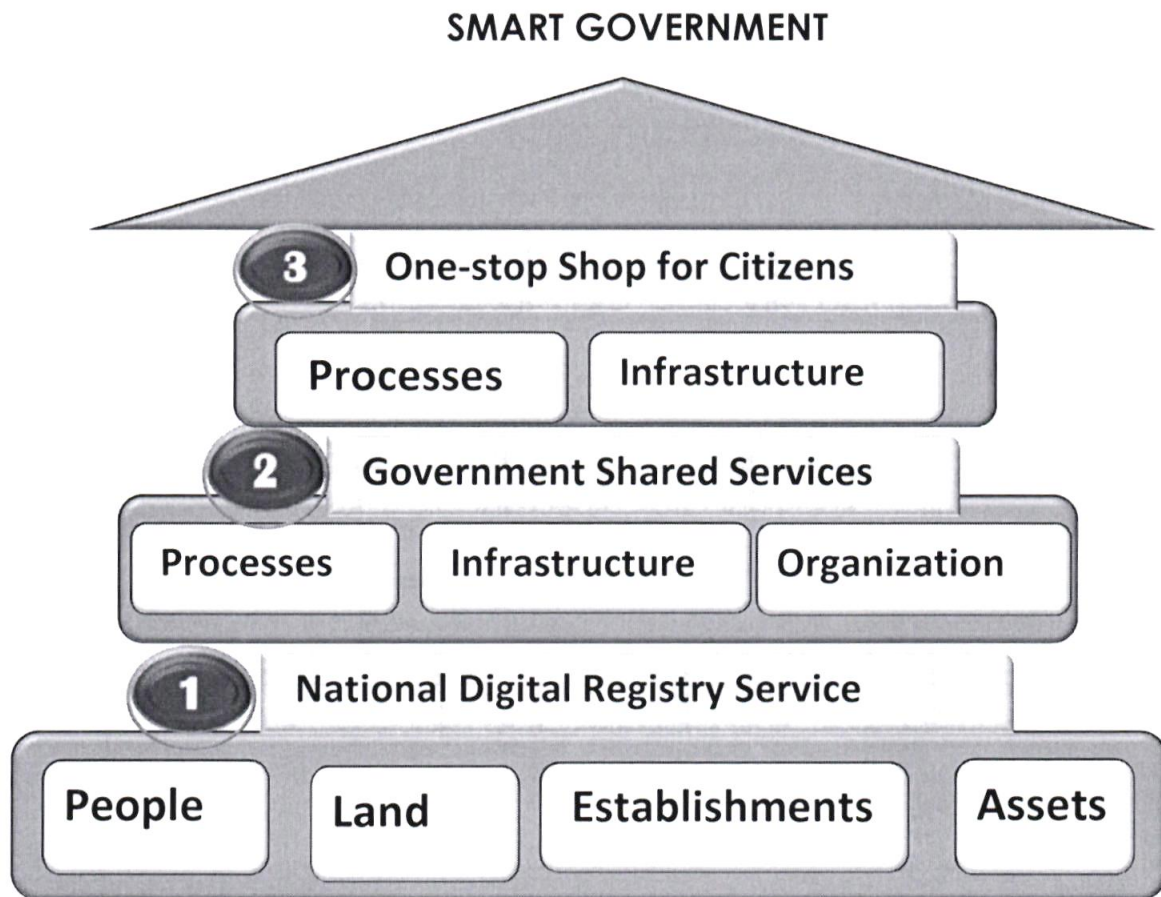 SMART GOVERNMENT
3 One-stop Shop for Citizens
Processes Infrastructure
2 Government Shared Services
Processes Infrastructure Organization
1 National Digital Registry Service
People Land Establishments Assets